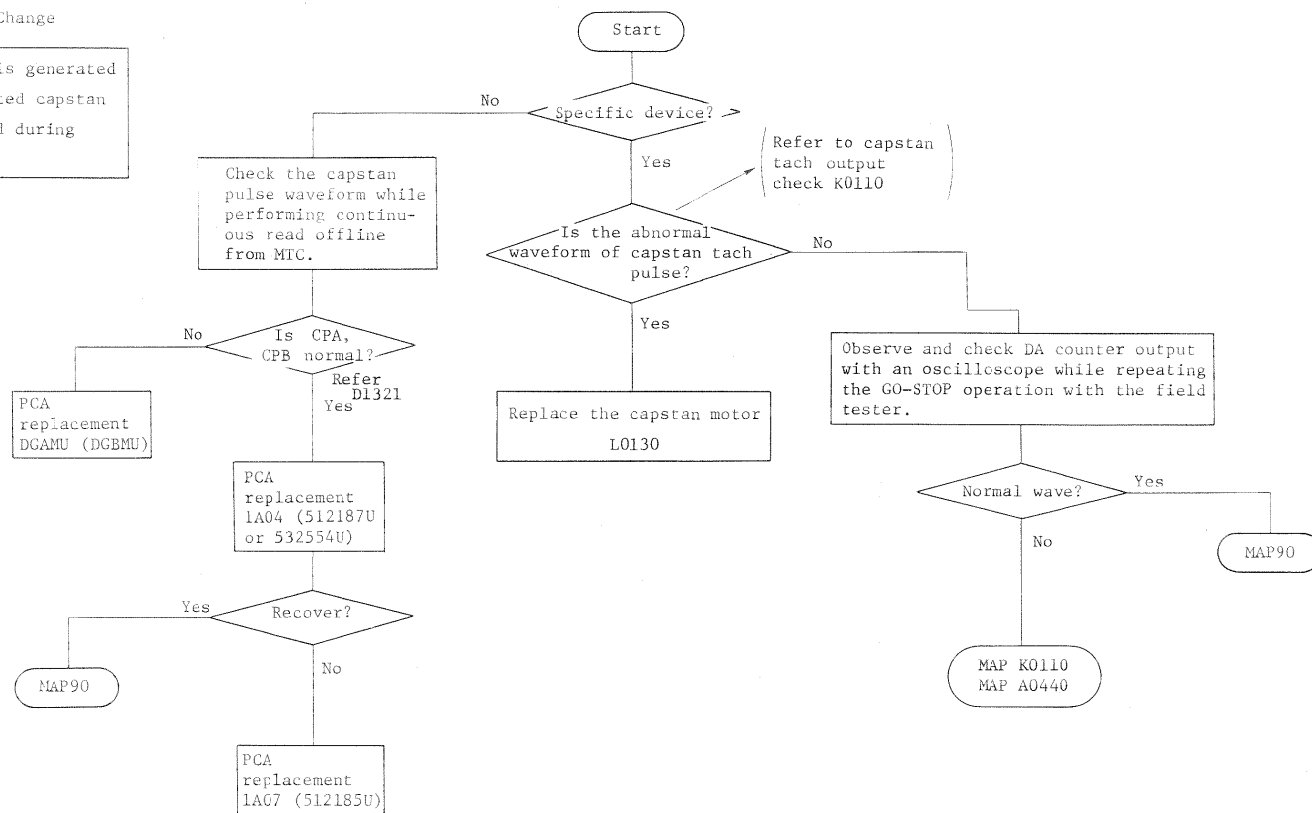 Change
is generated
ted capstan
d during
Start
Specific device?
No
Yes
Refer to capstan
tach output
check K0110
Check the capstan
pulse waveform while
performing continu-
ous read offline
from MTC.
Is the abnormal
waveform of capstan tach
pulse?
No
Yes
Is CPA,
CPB normal?
No
Refer
D1321
Yes
Observe and check DA counter output
with an oscilloscope while repeating
the GO-STOP operation with the field
tester.
PCA
replacement
DGAMU (DGBMU)
Replace the capstan motor
L0130
PCA
replacement
1A04 (512187U
or 532554U)
Normal wave?
Yes
No
MAP90
Recover?
Yes
No
MAP90
MAP K0110
MAP A0440
PCA
replacement
1A07 (512185U)